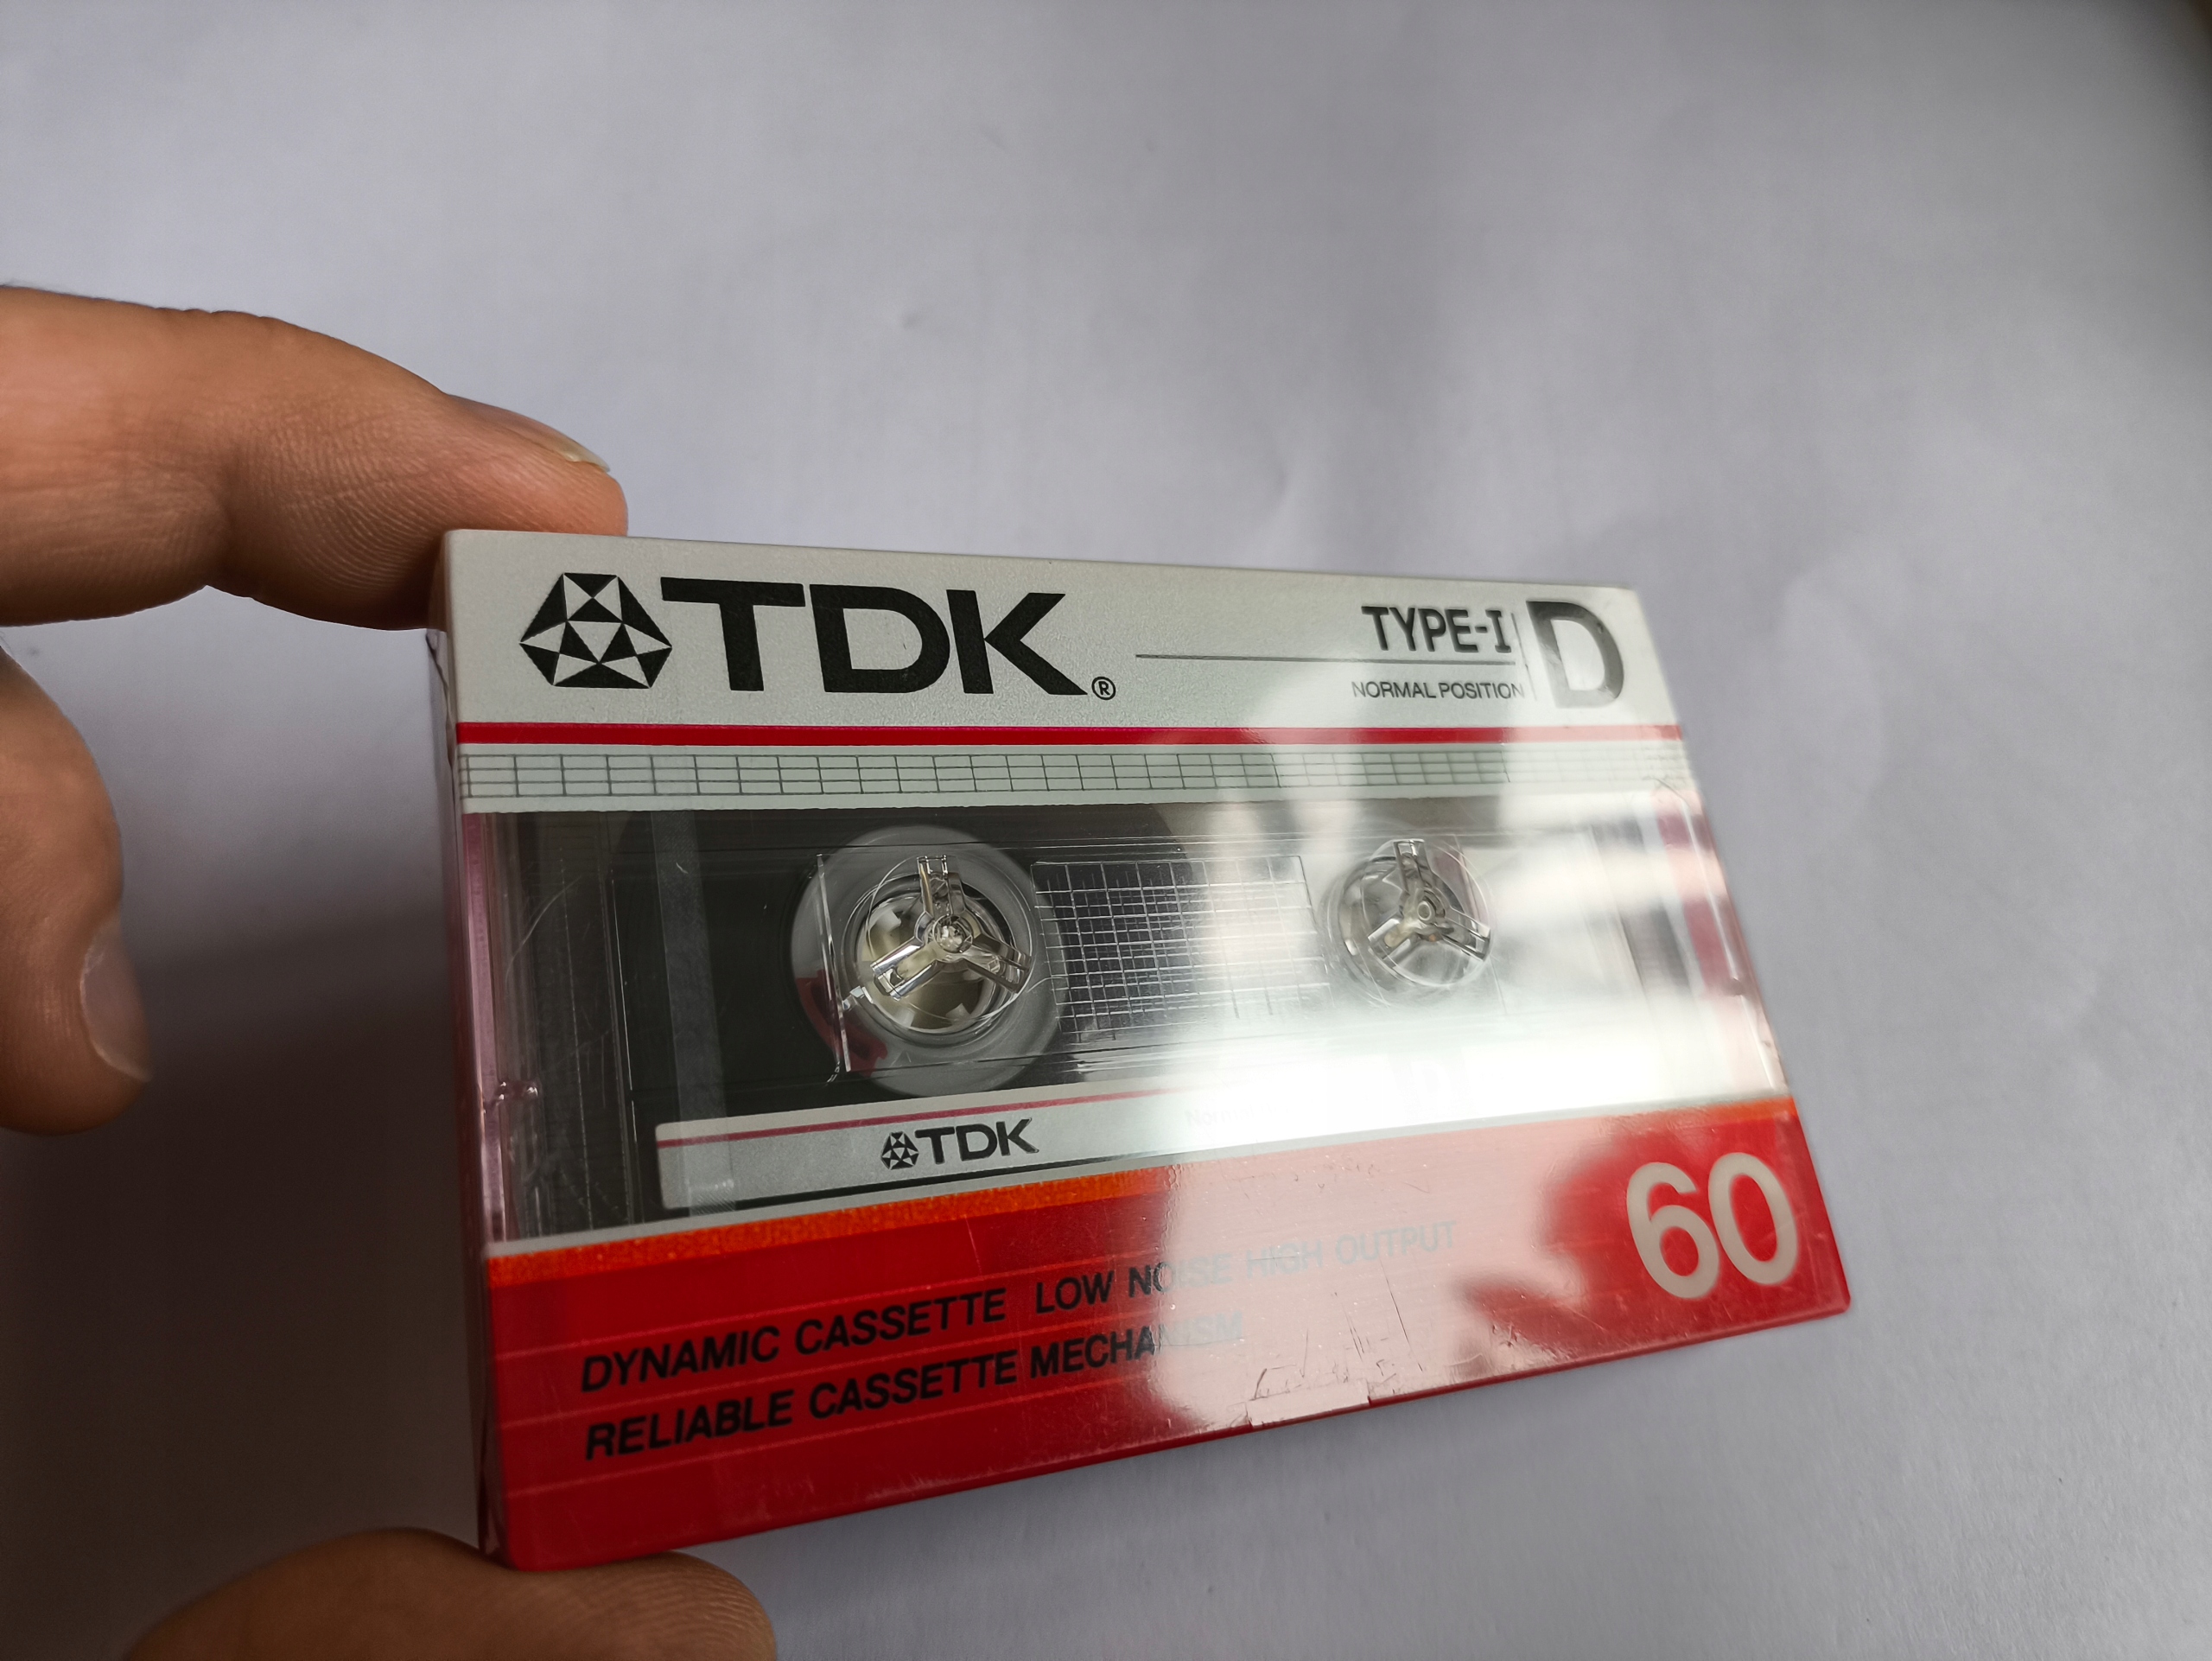 TDK®
TYPE-I D
NORMAL POSITION
TDK
60
DYNAMIC CASSETTE LOW NOISE HIGH OUTPUT
RELIABLE CASSETTE MECHANISM